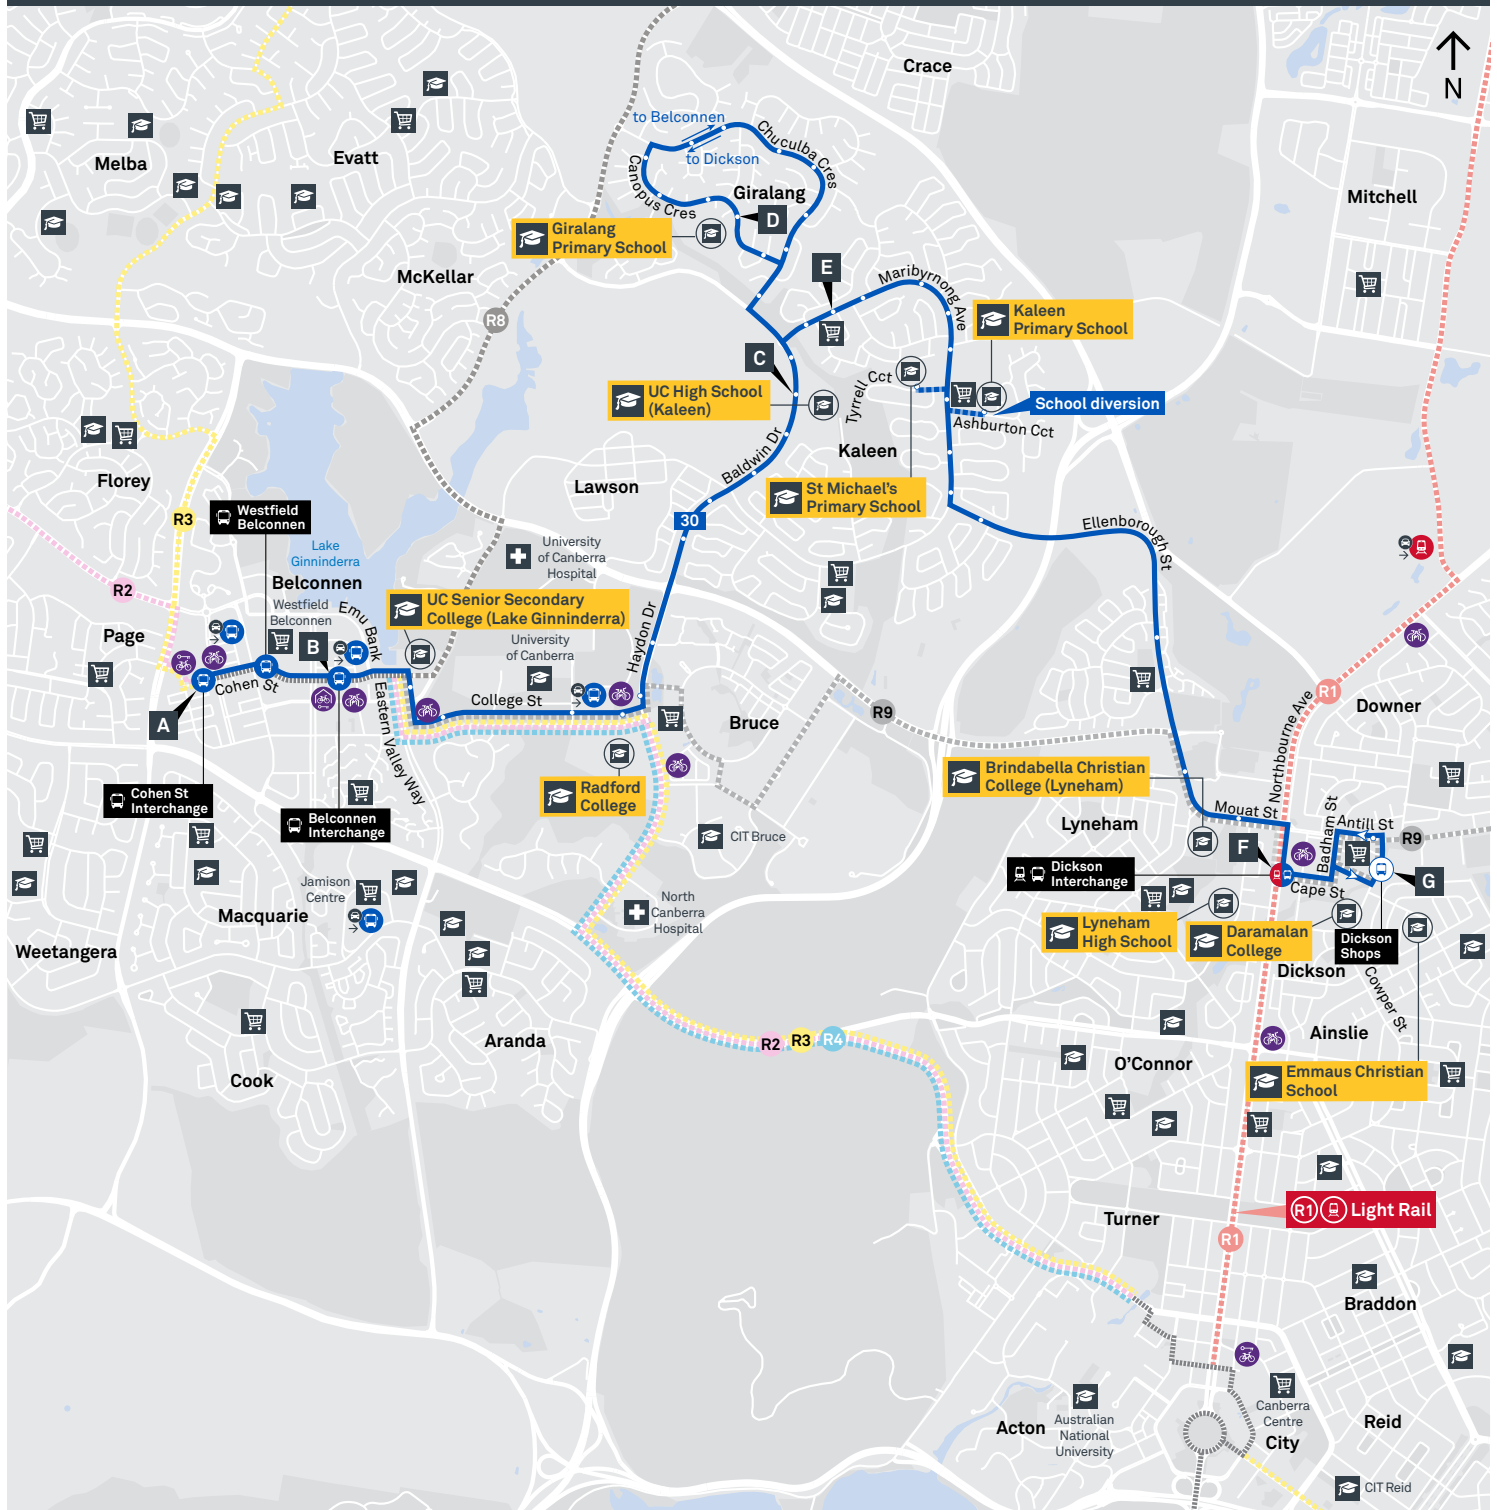 Crace
N
to Belconnen
to Dickson
Chuculba Cres
Canopus Cres
Giralang
Melba
Evatt
Mitchell
D
Giralang
Primary School
McKellar
E
Maribyrnong Ave
R8
Kaleen
Primary School
C
Tyrrell Cct
UC High School
(Kaleen)
School diversion
Ashburton Cct
Baldwin Dr
Kaleen
Florey
Lawson
St Michael's
Primary School
Westfield
Belconnen
R3
30
Ellenborough St
Lake
Ginninderra
University
of Canberra
Hospital
Belconnen
R2
Westfield
Belconnen
Emu Bank
UC Senior Secondary
College (Lake Ginninderra)
Page
B
University
of Canberra
Haydon Dr
Cohen St
College St
Eastern Valley Way
A
Bruce
R9
R1
Northbourne Ave
Downer
Cohen St
Interchange
Belconnen
Interchange
Radford
College
Brindabella Christian
College (Lyneham)
Mouat St
Lyneham
Badham St
Antill St
R9
CIT Bruce
F
Dickson
Interchange
Cape St
G
Jamison
Centre
Macquarie
North
Canberra
Hospital
Lyneham
High School
Daramalan
College
Dickson
Shops
Weetangera
Dickson
Cowper St
Aranda
R2
R3
R4
Ainslie
O'Connor
Cook
Emmaus Christian
School
Turner
R1
Light Rail
R1
Braddon
Acton
Australian
National
University
Canberra
Centre
City
Reid
CIT Reid